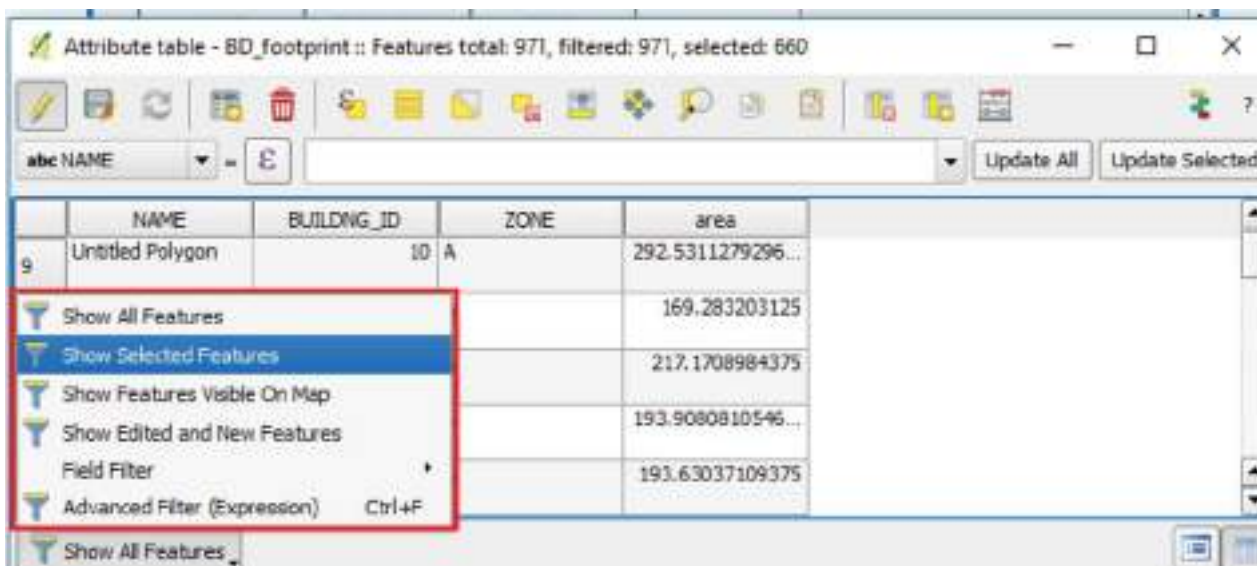 Attribute table - BD_footprint :: Features total: 971, filtered: 971, selected: 660
abc NAME = ε Update All Update Selected
NAME BUILDNG_ID ZONE area
9 Untitled Polygon 10 A 292.5311279296...
169.283203125
217.1708984375
193.9080810546...
193.63037109375
Show All Features
Show Selected Features
Show Features Visible On Map
Show Edited and New Features
Field Filter
Advanced Filter (Expression) Ctrl+F
Show All Features